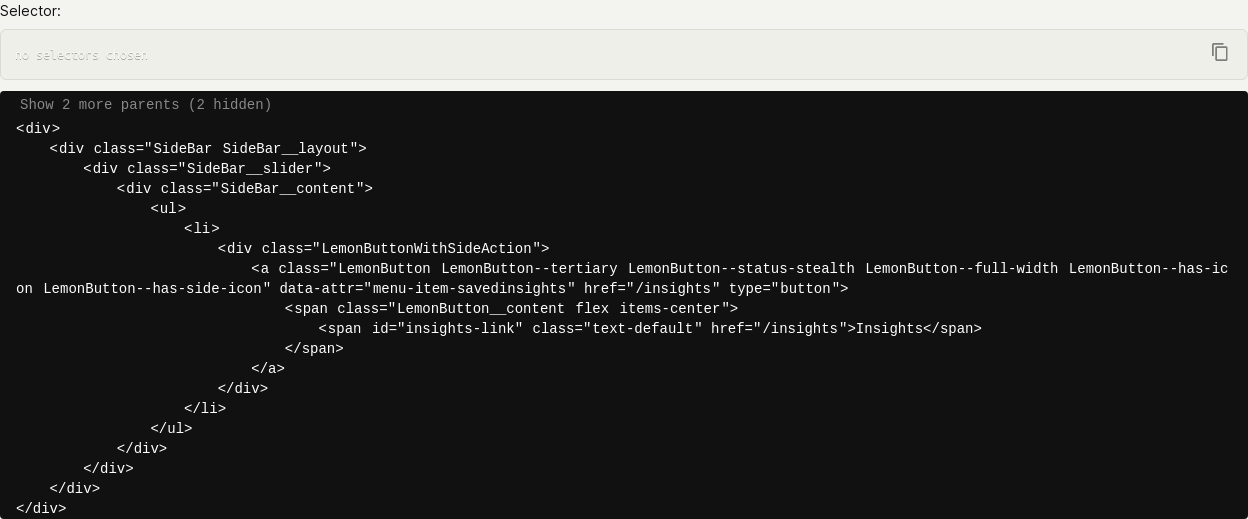 Selector:
no selectors chosen
Show 2 more parents (2 hidden)
<div>
<div class="SideBar SideBar__layout">
<div class="SideBar__slider">
<div class="SideBar__content">
<ul>
<li>
<div class="LemonButtonWithSideAction">
<a class="LemonButton LemonButton--tertiary LemonButton--status-stealth LemonButton--full-width LemonButton--has-ic
on LemonButton--has-side-icon" data-attr="menu-item-savedinsights" href="/insights" type="button">
<span class="LemonButton__content flex items-center">
<span id="insights-link" class="text-default" href="/insights">Insights</span>
</span>
</a>
</div>
</li>
</ul>
</div>
</div>
</div>
</div>